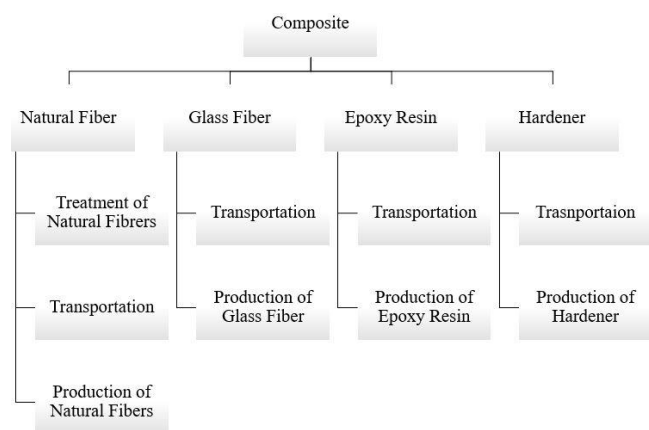 Composite
Natural Fiber
Glass Fiber
Epoxy Resin
Hardener
Treatment of
Natural Fibrers
Transportation
Transportation
Trasnportaion
Transportation
Production of
Glass Fiber
Production of
Epoxy Resin
Production of
Hardener
Production of
Natural Fibers